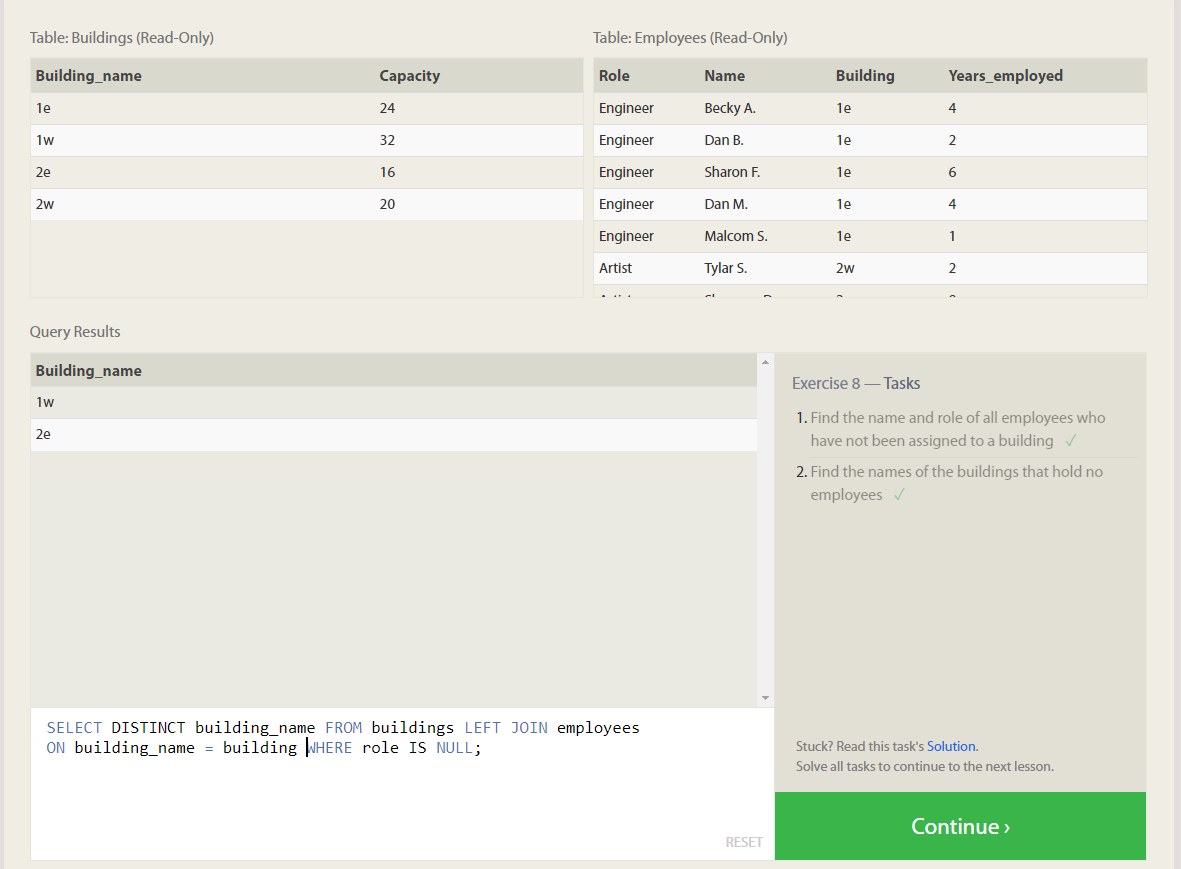 Table: Buildings (Read-Only)
Building_name Capacity
1e 24
1w 32
2e 16
2w 20
Table: Employees (Read-Only)
Role Name Building Years_employed
Engineer Becky A. 1e 4
Engineer Dan B. 1e 2
Engineer Sharon F. 1e 6
Engineer Dan M. 1e 4
Engineer Malcom S. 1e 1
Artist Tylar S. 2w 2
Query Results
Building_name
1w
2e
SELECT DISTINCT building_name FROM buildings LEFT JOIN employees
ON building_name = building WHERE role IS NULL;
RESET
Exercise 8 — Tasks
1. Find the name and role of all employees who
have not been assigned to a building ✓
2. Find the names of the buildings that hold no
employees ✓
Stuck? Read this task's Solution.
Solve all tasks to continue to the next lesson.
Continue ›